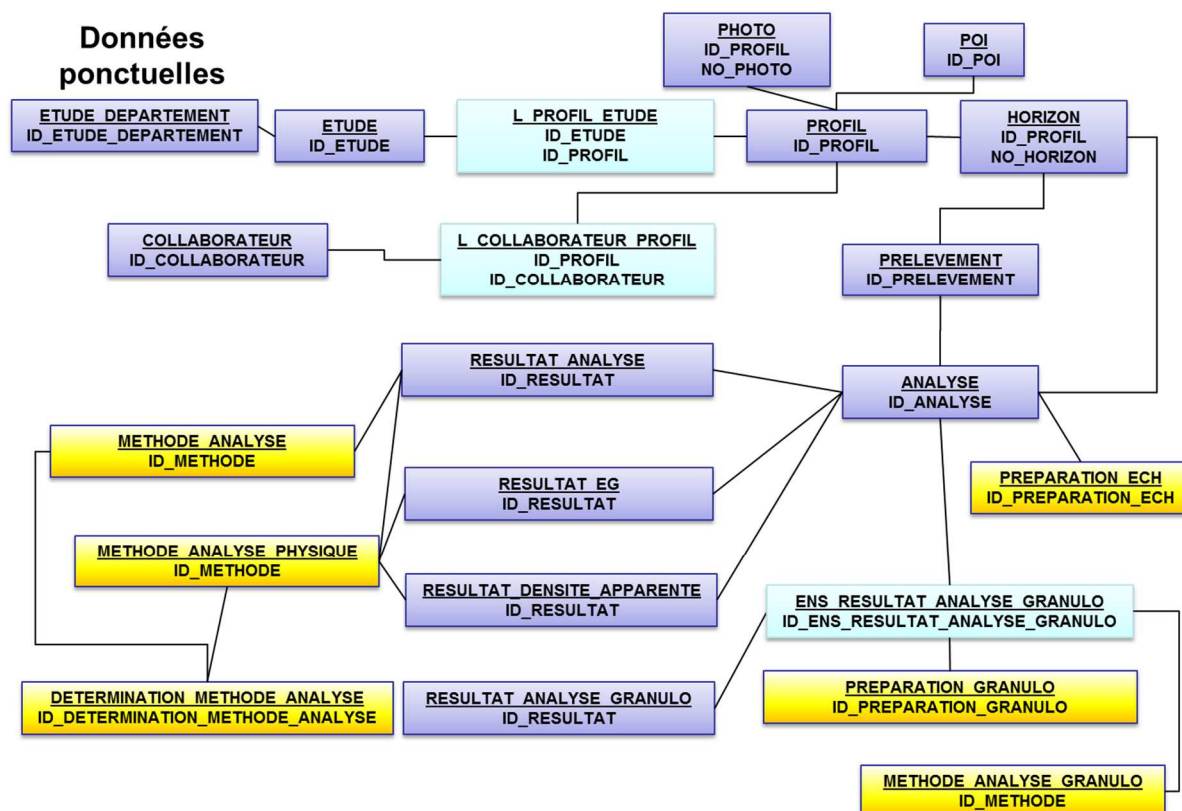 Données
ponctuelles
PHOTO
ID_PROFIL
NO_PHOTO
POI
ID_POI
ETUDE_DEPARTEMENT
ID_ETUDE_DEPARTEMENT
ETUDE
ID_ETUDE
L_PROFIL_ETUDE
ID_ETUDE
ID_PROFIL
PROFIL
ID_PROFIL
HORIZON
ID_PROFIL
NO_HORIZON
COLLABORATEUR
ID_COLLABORATEUR
L_COLLABORATEUR_PROFIL
ID_PROFIL
ID_COLLABORATEUR
PRELEVEMENT
ID_PRELEVEMENT
RESULTAT_ANALYSE
ID_RESULTAT
ANALYSE
ID_ANALYSE
METHODE_ANALYSE
ID_METHODE
RESULTAT_EG
ID_RESULTAT
PREPARATION_ECH
ID_PREPARATION_ECH
METHODE_ANALYSE_PHYSIQUE
ID_METHODE
RESULTAT_DENSITE_APPARENTE
ID_RESULTAT
ENS_RESULTAT_ANALYSE_GRANULO
ID_ENS_RESULTAT_ANALYSE_GRANULO
DETERMINATION_METHODE_ANALYSE
ID_DETERMINATION_METHODE_ANALYSE
RESULTAT_ANALYSE_GRANULO
ID_RESULTAT
PREPARATION_GRANULO
ID_PREPARATION_GRANULO
METHODE_ANALYSE_GRANULO
ID_METHODE